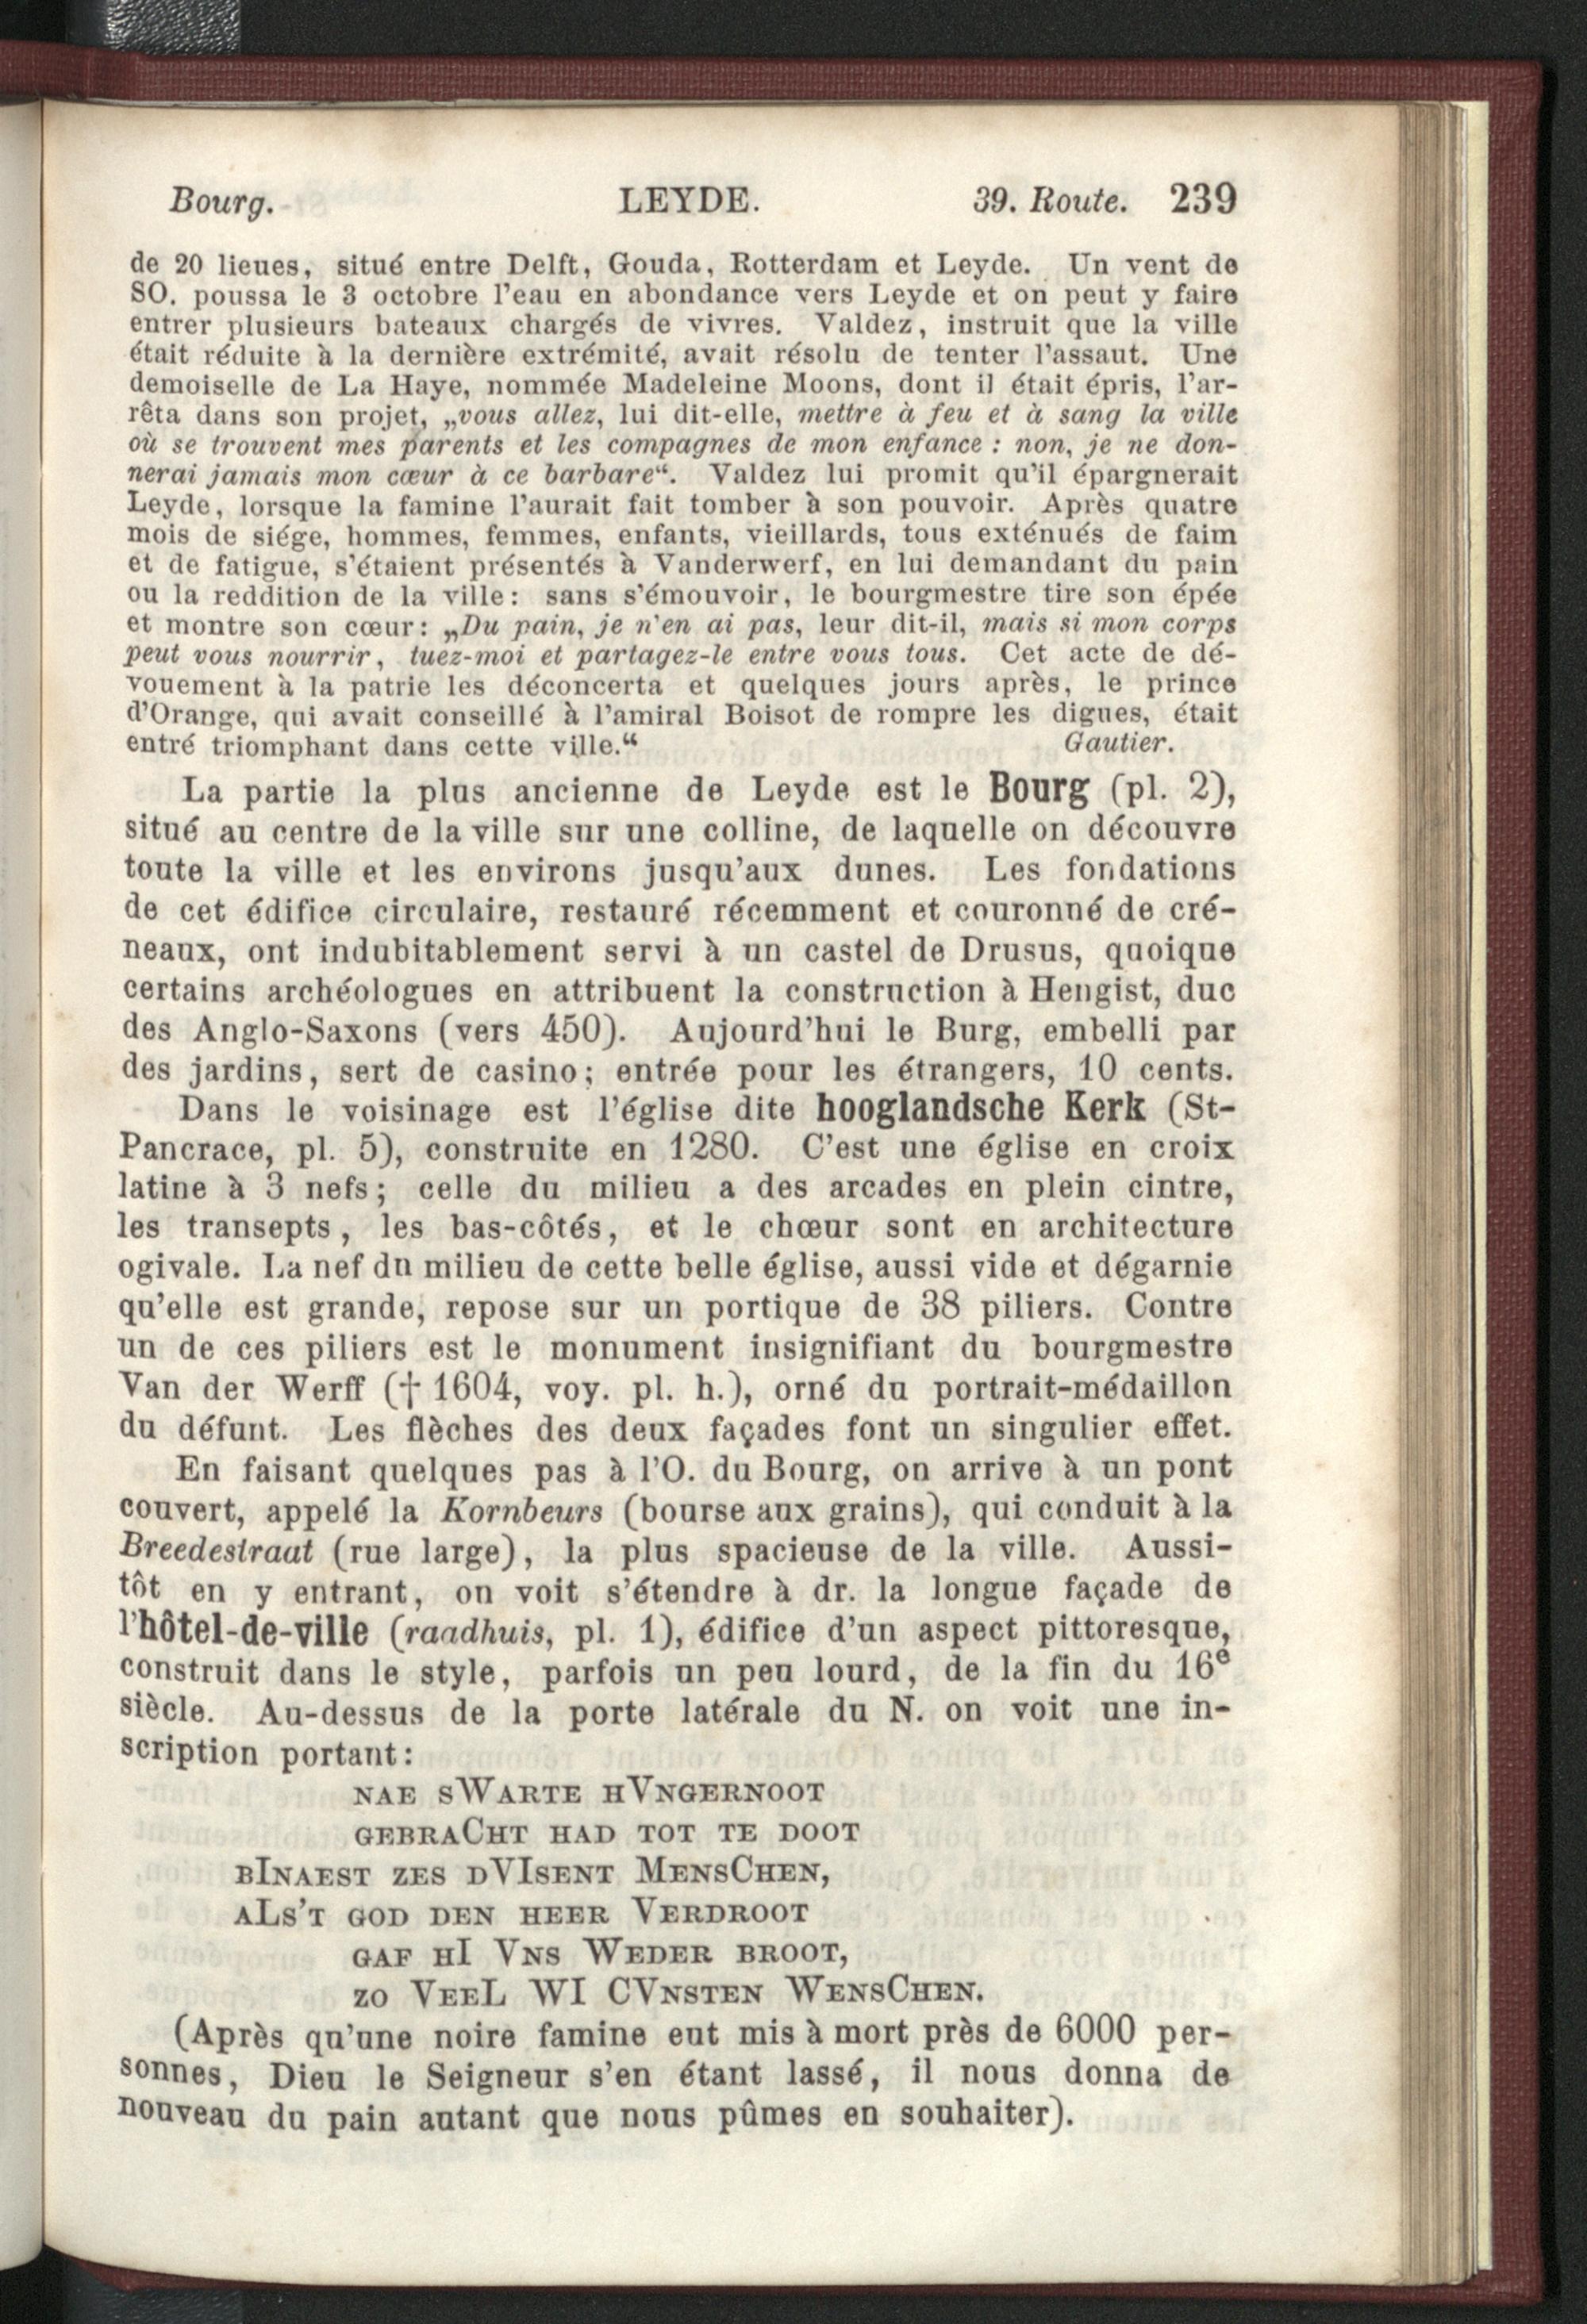 Bourg. LEYDE. 39. Route. 239
de 20 lieues, situé entre Delft, Gouda, Rotterdam et Leyde. Un vent de
SO. poussa le 3 octobre l'eau en abondance vers Leyde et on peut y faire
entrer plusieurs bateaux chargés de vivres. Valdez, instruit que la ville
était réduite à la dernière extrémité, avait résolu de tenter l'assaut. Une
demoiselle de La Haye, nommée Madeleine Moons, dont il était épris, l'ar-
rêta dans son projet, „vous allez, lui dit-elle, mettre à feu et à sang la ville
où se trouvent mes parents et les compagnes de mon enfance : non, je ne don-
nerai jamais mon cœur à ce barbare“. Valdez lui promit qu'il épargnerait
Leyde, lorsque la famine l'aurait fait tomber à son pouvoir. Après quatre
mois de siége, hommes, femmes, enfants, vieillards, tous exténués de faim
et de fatigue, s'étaient présentés à Vanderwerf, en lui demandant du pain
ou la reddition de la ville: sans s'émouvoir, le bourgmestre tire son épée
et montre son cœur: „Du pain, je n'en ai pas, leur dit-il, mais si mon corps
peut vous nourrir, tuez-moi et partagez-le entre vous tous. Cet acte de dé-
vouement à la patrie les déconcerta et quelques jours après, le prince
d'Orange, qui avait conseillé à l'amiral Boisot de rompre les digues, était
entré triomphant dans cette ville.“ Gautier.
La partie la plus ancienne de Leyde est le Bourg (pl. 2),
situé au centre de la ville sur une colline, de laquelle on découvre
toute la ville et les environs jusqu'aux dunes. Les fondations
de cet édifice circulaire, restauré récemment et couronné de cré-
neaux, ont indubitablement servi à un castel de Drusus, quoique
certains archéologues en attribuent la construction à Hengist, duc
des Anglo-Saxons (vers 450). Aujourd'hui le Burg, embelli par
des jardins, sert de casino; entrée pour les étrangers, 10 cents.
Dans le voisinage est l'église dite hooglandsche Kerk (St-
Pancrace, pl. 5), construite en 1280. C'est une église en croix
latine à 3 nefs; celle du milieu a des arcades en plein cintre,
les transepts, les bas-côtés, et le chœur sont en architecture
ogivale. La nef du milieu de cette belle église, aussi vide et dégarnie
qu'elle est grande, repose sur un portique de 38 piliers. Contre
un de ces piliers est le monument insignifiant du bourgmestre
Van der Werff († 1604, voy. pl. h.), orné du portrait-médaillon
du défunt. Les flèches des deux façades font un singulier effet.
En faisant quelques pas à l'O. du Bourg, on arrive à un pont
couvert, appelé la Kornbeurs (bourse aux grains), qui conduit à la
Breedestraat (rue large), la plus spacieuse de la ville. Aussi-
tôt en y entrant, on voit s'étendre à dr. la longue façade de
l'hôtel-de-ville (raadhuis, pl. 1), édifice d'un aspect pittoresque,
construit dans le style, parfois un peu lourd, de la fin du 16e
siècle. Au-dessus de la porte latérale du N. on voit une in-
scription portant:
NAE SWARTE HVNGERNOOT
GEBRACHT HAD TOT TE DOOT
BINAEST ZES DVISENT MENSCHEN,
ALS'T GOD DEN HEER VERDROOT
GAF HI VNS WEDER BROOT,
ZO VEEL WI CVNSTEN WENSCHEN.
(Après qu'une noire famine eut mis à mort près de 6000 per-
sonnes, Dieu le Seigneur s'en étant lassé, il nous donna de
nouveau du pain autant que nous pûmes en souhaiter).